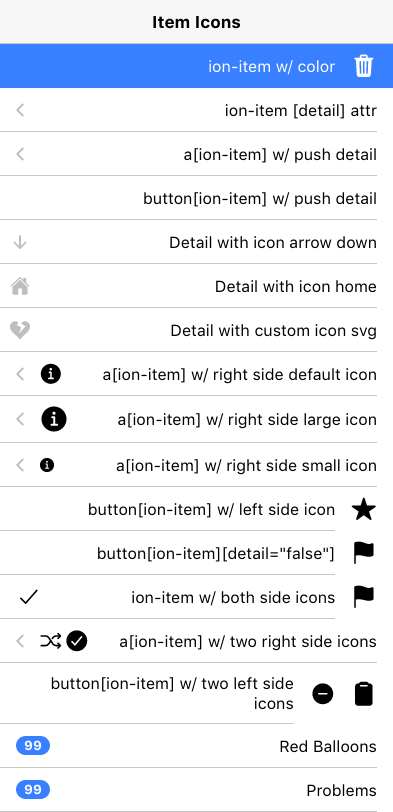 Item Icons
ion-item w/ color
ion-item [detail] attr
a[ion-item] w/ push detail
button[ion-item] w/ push detail
Detail with icon arrow down
Detail with icon home
Detail with custom icon svg
a[ion-item] w/ right side default icon
a[ion-item] w/ right side large icon
a[ion-item] w/ right side small icon
button[ion-item] w/ left side icon
button[ion-item][detail="false"]
ion-item w/ both side icons
a[ion-item] w/ two right side icons
button[ion-item] w/ two left side
icons
Red Balloons 99
Problems 99